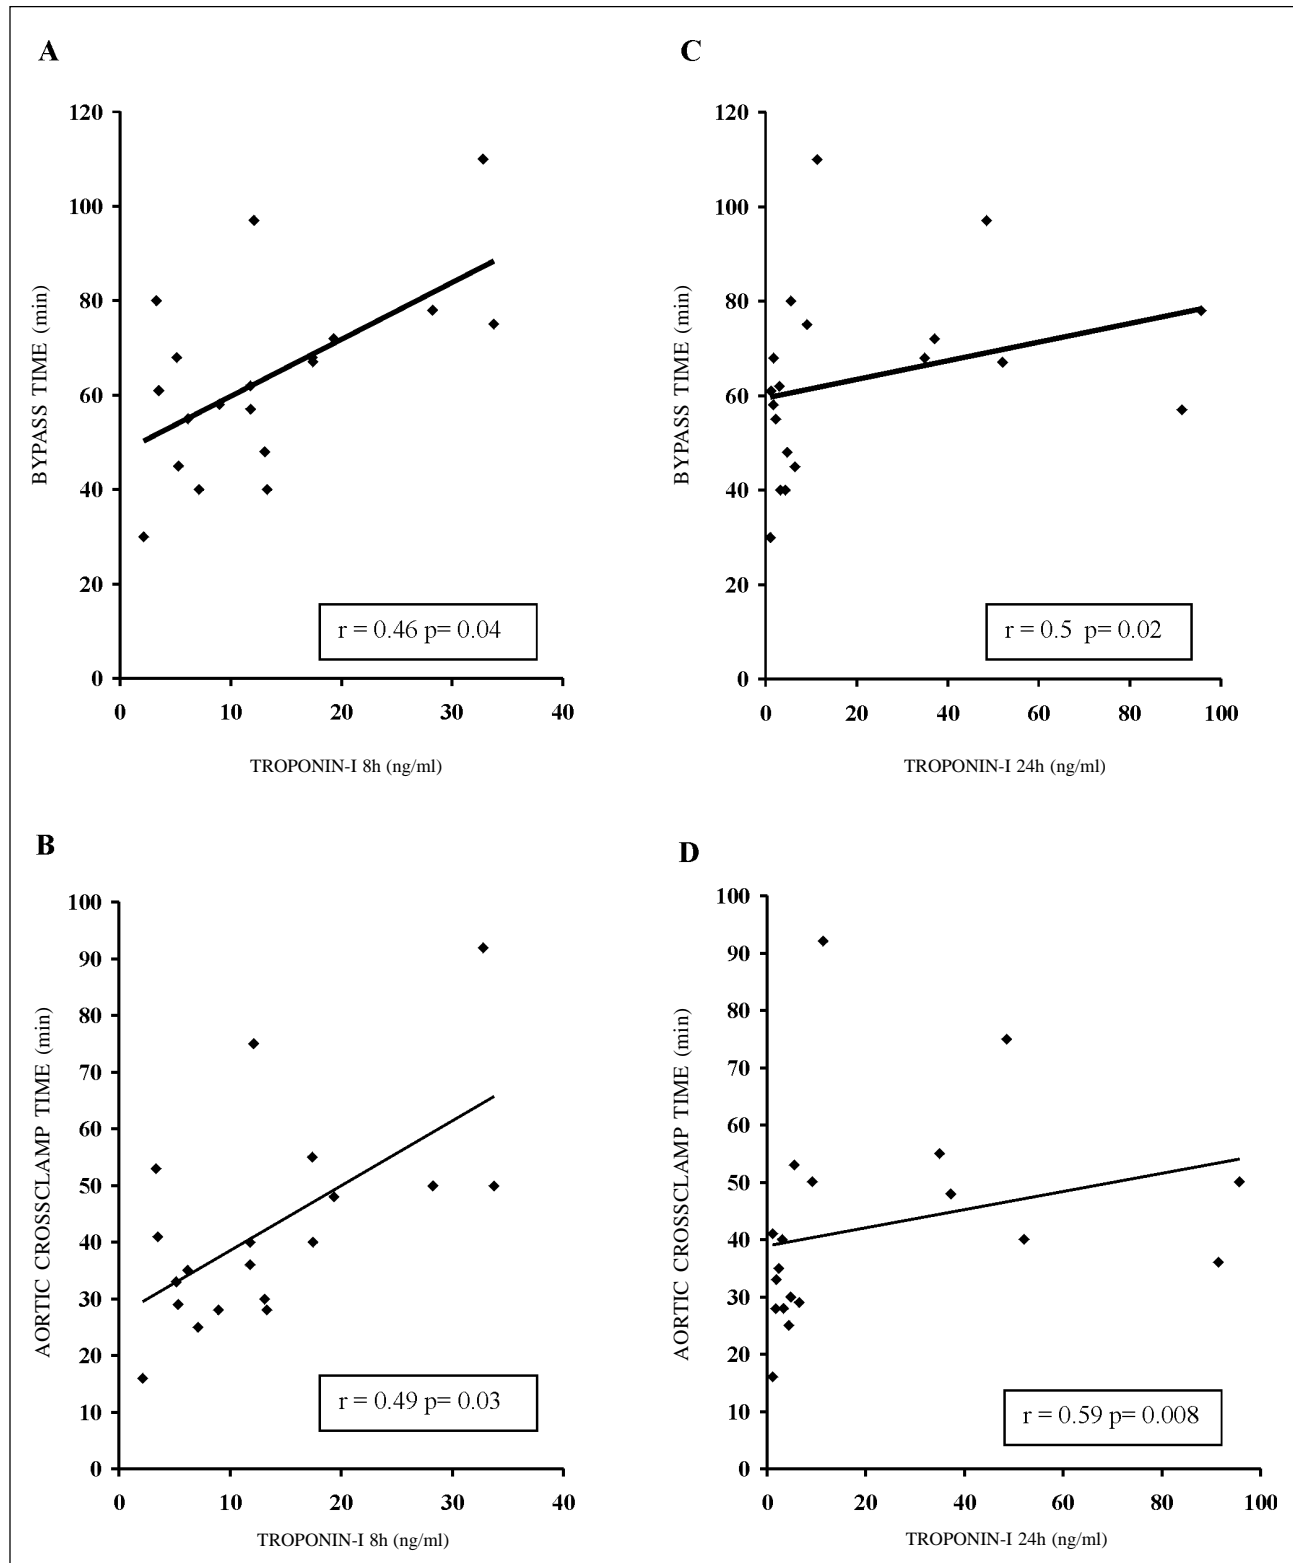 A
120
100
80
60
40
20
0
BYPASS TIME (min)
r = 0.46 p= 0.04
0 10 20 30 40
TROPONIN-I 8h (ng/ml)
C
120
100
80
60
40
20
0
BYPASS TIME (min)
r = 0.5 p= 0.02
0 20 40 60 80 100
TROPONIN-I 24h (ng/ml)
B
100
90
80
70
60
50
40
30
20
10
0
AORTIC CROSSCLAMP TIME (min)
r = 0.49 p= 0.03
0 10 20 30 40
TROPONIN-I 8h (ng/ml)
D
100
90
80
70
60
50
40
30
20
10
0
AORTIC CROSSCLAMP TIME (min)
r = 0.59 p= 0.008
0 20 40 60 80 100
TROPONIN-I 24h (ng/ml)